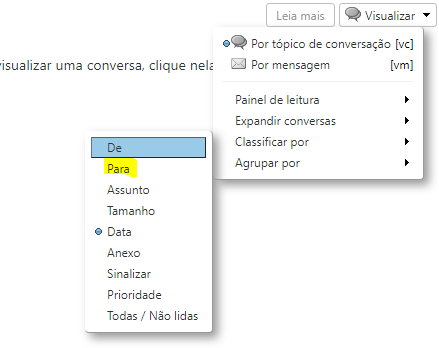 Leia mais Visualizar
visualizar uma conversa, clique nela
Por tópico de conversação [vc]
Por mensagem [vm]
Painel de leitura
Expandir conversas
Classificar por
Agrupar por
De
Para
Assunto
Tamanho
Data
Anexo
Sinalizar
Prioridade
Todas / Não lidas